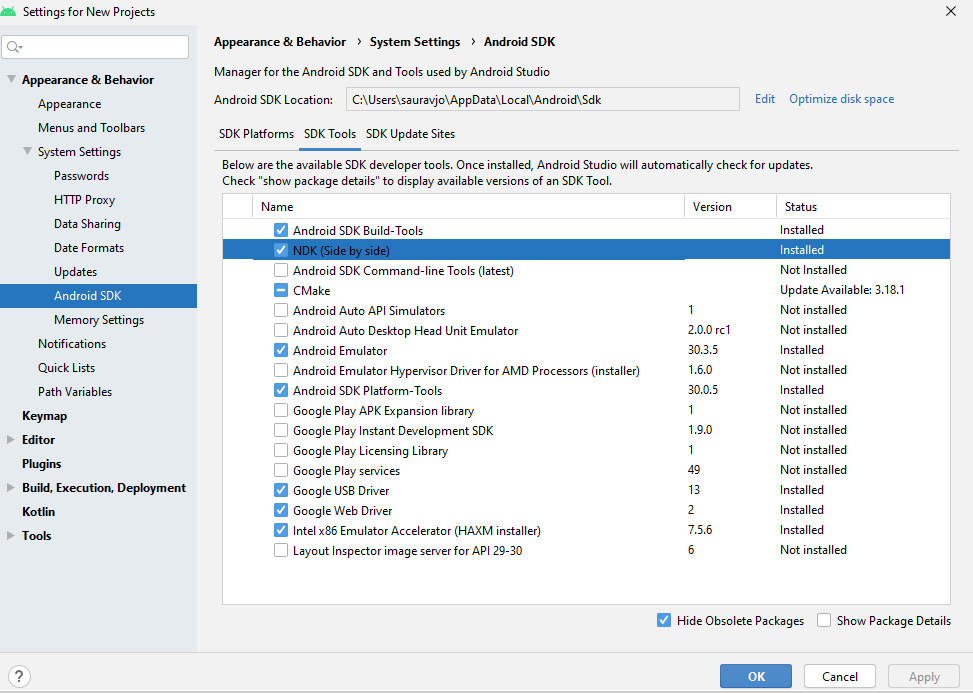 Settings for New Projects
Appearance & Behavior
Appearance
Menus and Toolbars
System Settings
Passwords
HTTP Proxy
Data Sharing
Date Formats
Updates
Android SDK
Memory Settings
Notifications
Quick Lists
Path Variables
Keymap
Editor
Plugins
Build, Execution, Deployment
Kotlin
Tools
Appearance & Behavior › System Settings › Android SDK
Manager for the Android SDK and Tools used by Android Studio
Android SDK Location: C:\Users\sauravjo\AppData\Local\Android\Sdk Edit Optimize disk space
SDK Platforms SDK Tools SDK Update Sites
Below are the available SDK developer tools. Once installed, Android Studio will automatically check for updates.
Check "show package details" to display available versions of an SDK Tool.
Name Version Status
Android SDK Build-Tools Installed
NDK (Side by side) Installed
Android SDK Command-line Tools (latest) Not Installed
CMake Update Available: 3.18.1
Android Auto API Simulators 1 Not installed
Android Auto Desktop Head Unit Emulator 2.0.0 rc1 Not installed
Android Emulator 30.3.5 Installed
Android Emulator Hypervisor Driver for AMD Processors (installer) 1.6.0 Not installed
Android SDK Platform-Tools 30.0.5 Installed
Google Play APK Expansion library 1 Not installed
Google Play Instant Development SDK 1.9.0 Not installed
Google Play Licensing Library 1 Not installed
Google Play services 49 Not installed
Google USB Driver 13 Installed
Google Web Driver 2 Installed
Intel x86 Emulator Accelerator (HAXM installer) 7.5.6 Installed
Layout Inspector image server for API 29-30 6 Not installed
Hide Obsolete Packages Show Package Details
? OK Cancel Apply